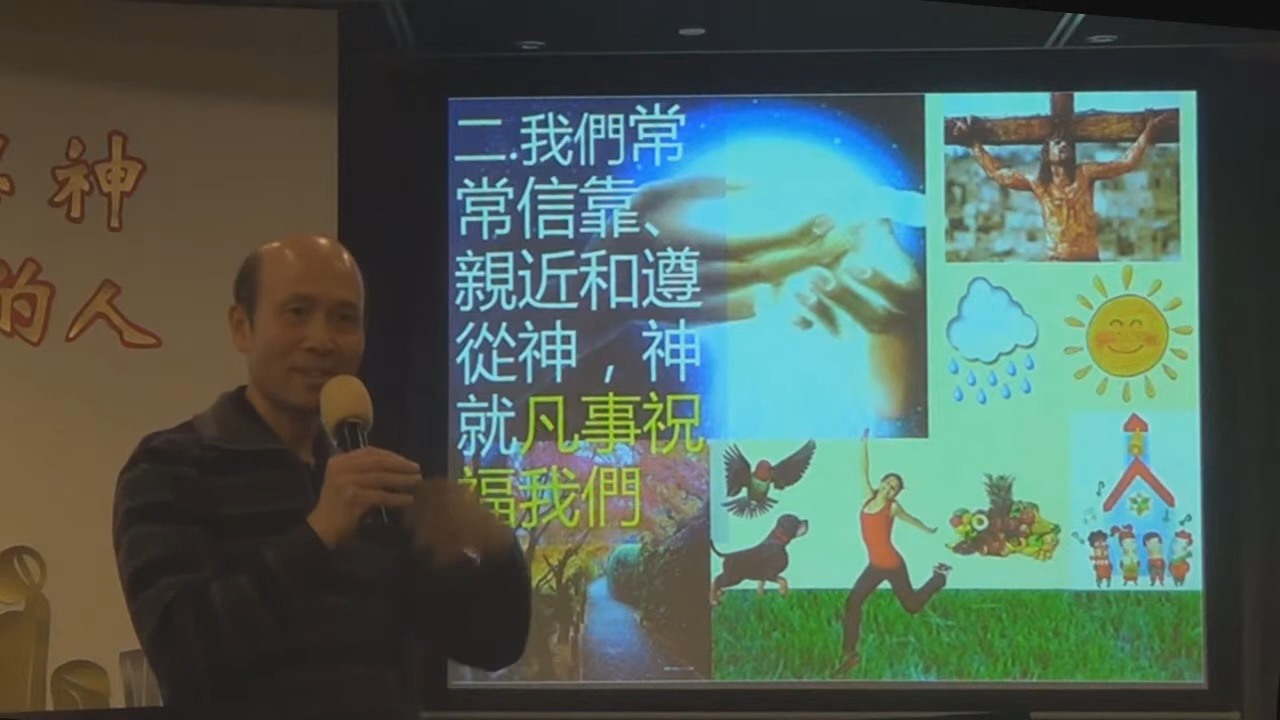 神
的人
二.我們常
常信靠、
親近和遵
從神，神
就凡事祝
福我們